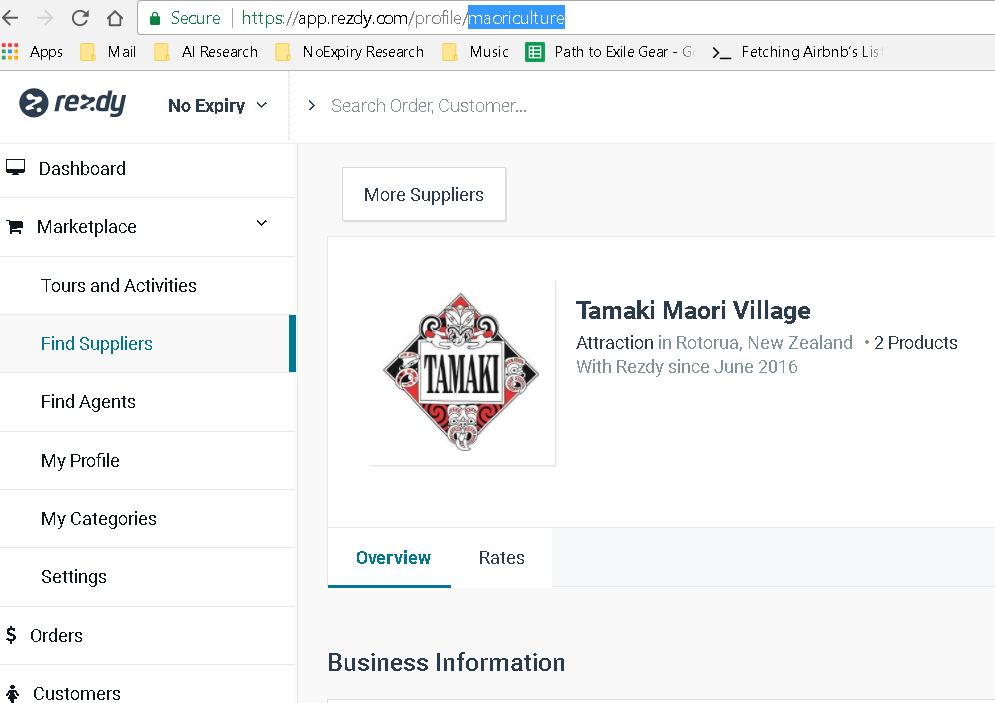 Secure https://app.rezdy.com/profile/maoriculture
Apps Mail AI Research NoExpiry Research Music Path to Exile Gear - Go Fetching Airbnb's List
rezdy No Expiry Search Order, Customer...
Dashboard
More Suppliers
Marketplace
Tours and Activities
Find Suppliers
Find Agents
My Profile
My Categories
Settings
Orders
Customers
TAMAKI
Tamaki Maori Village
Attraction in Rotorua, New Zealand • 2 Products
With Rezdy since June 2016
Overview Rates
Business Information